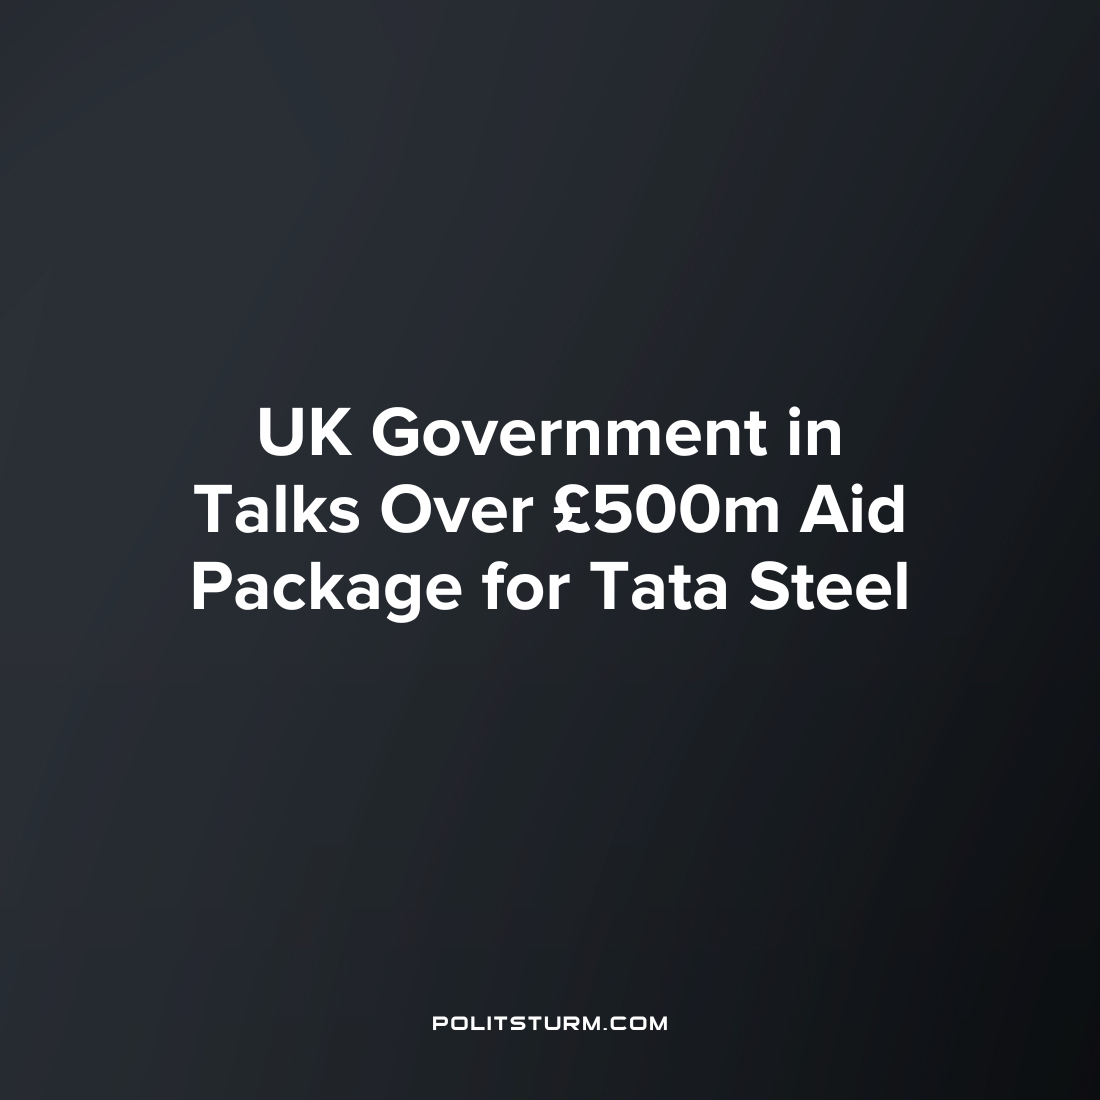 UK Government in
Talks Over £500m Aid
Package for Tata Steel
POLITSTURM.COM